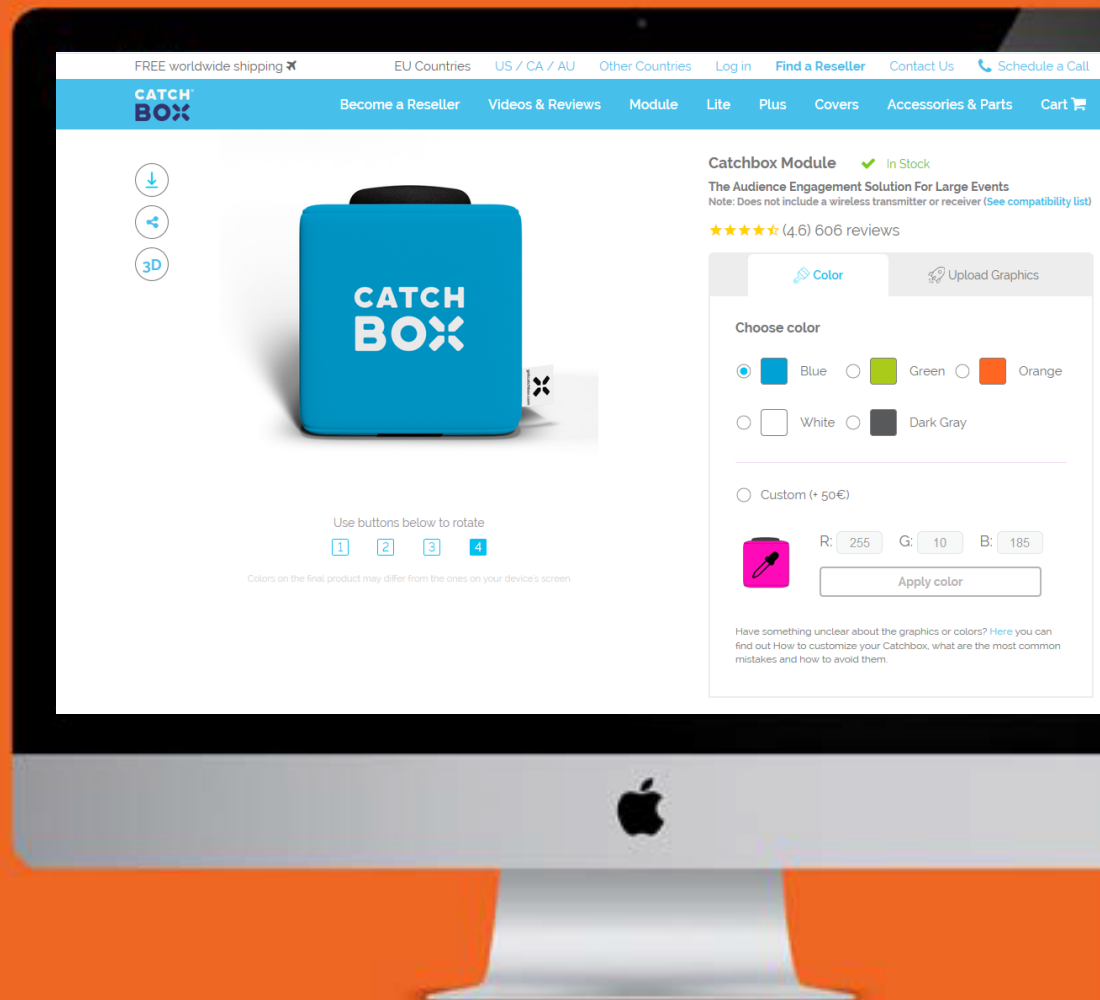 FREE worldwide shipping
EU Countries
US / CA / AU
Other Countries
Log in
Find a Reseller
Contact Us
Schedule a Call
CATCH
BOX
Become a Reseller
Videos & Reviews
Module
Lite
Plus
Covers
Accessories & Parts
Cart
3D
CATCH
BOX
Use buttons below to rotate
1 2 3 4
Colors on the final product may differ from the ones on your device's screen
Catchbox Module
In Stock
The Audience Engagement Solution For Large Events
Note: Does not include a wireless transmitter or receiver (See compatibility list)
(4.6) 606 reviews
Color
Upload Graphics
Choose color
Blue
Green
Orange
White
Dark Gray
Custom (+ 50€)
R: 255 G: 10 B: 185
Apply color
Have something unclear about the graphics or colors? Here you can
find out How to customize your Catchbox, what are the most common
mistakes and how to avoid them.